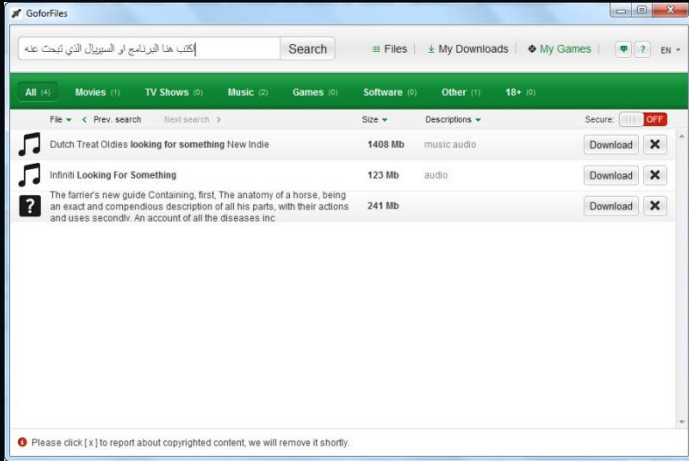 GoforFiles
اكتب هنا البرنامج او السيريال الذي تبحث عنه
Search
Files
My Downloads
My Games
?
EN
All (4) Movies (1) TV Shows (0) Music (2) Games (0) Software (0) Other (1) 18+ (0)
File < Prev. search Next search > Size Descriptions Secure: OFF
Dutch Treat Oldies looking for something New Indie 1408 Mb music audio Download
Infiniti Looking For Something 123 Mb audio Download
The farrier's new guide Containing, first, The anatomy of a horse, being
an exact and compendious description of all his parts, with their actions
and uses secondly. An account of all the diseases inc
241 Mb Download
Please click [ x ] to report about copyrighted content, we will remove it shortly.